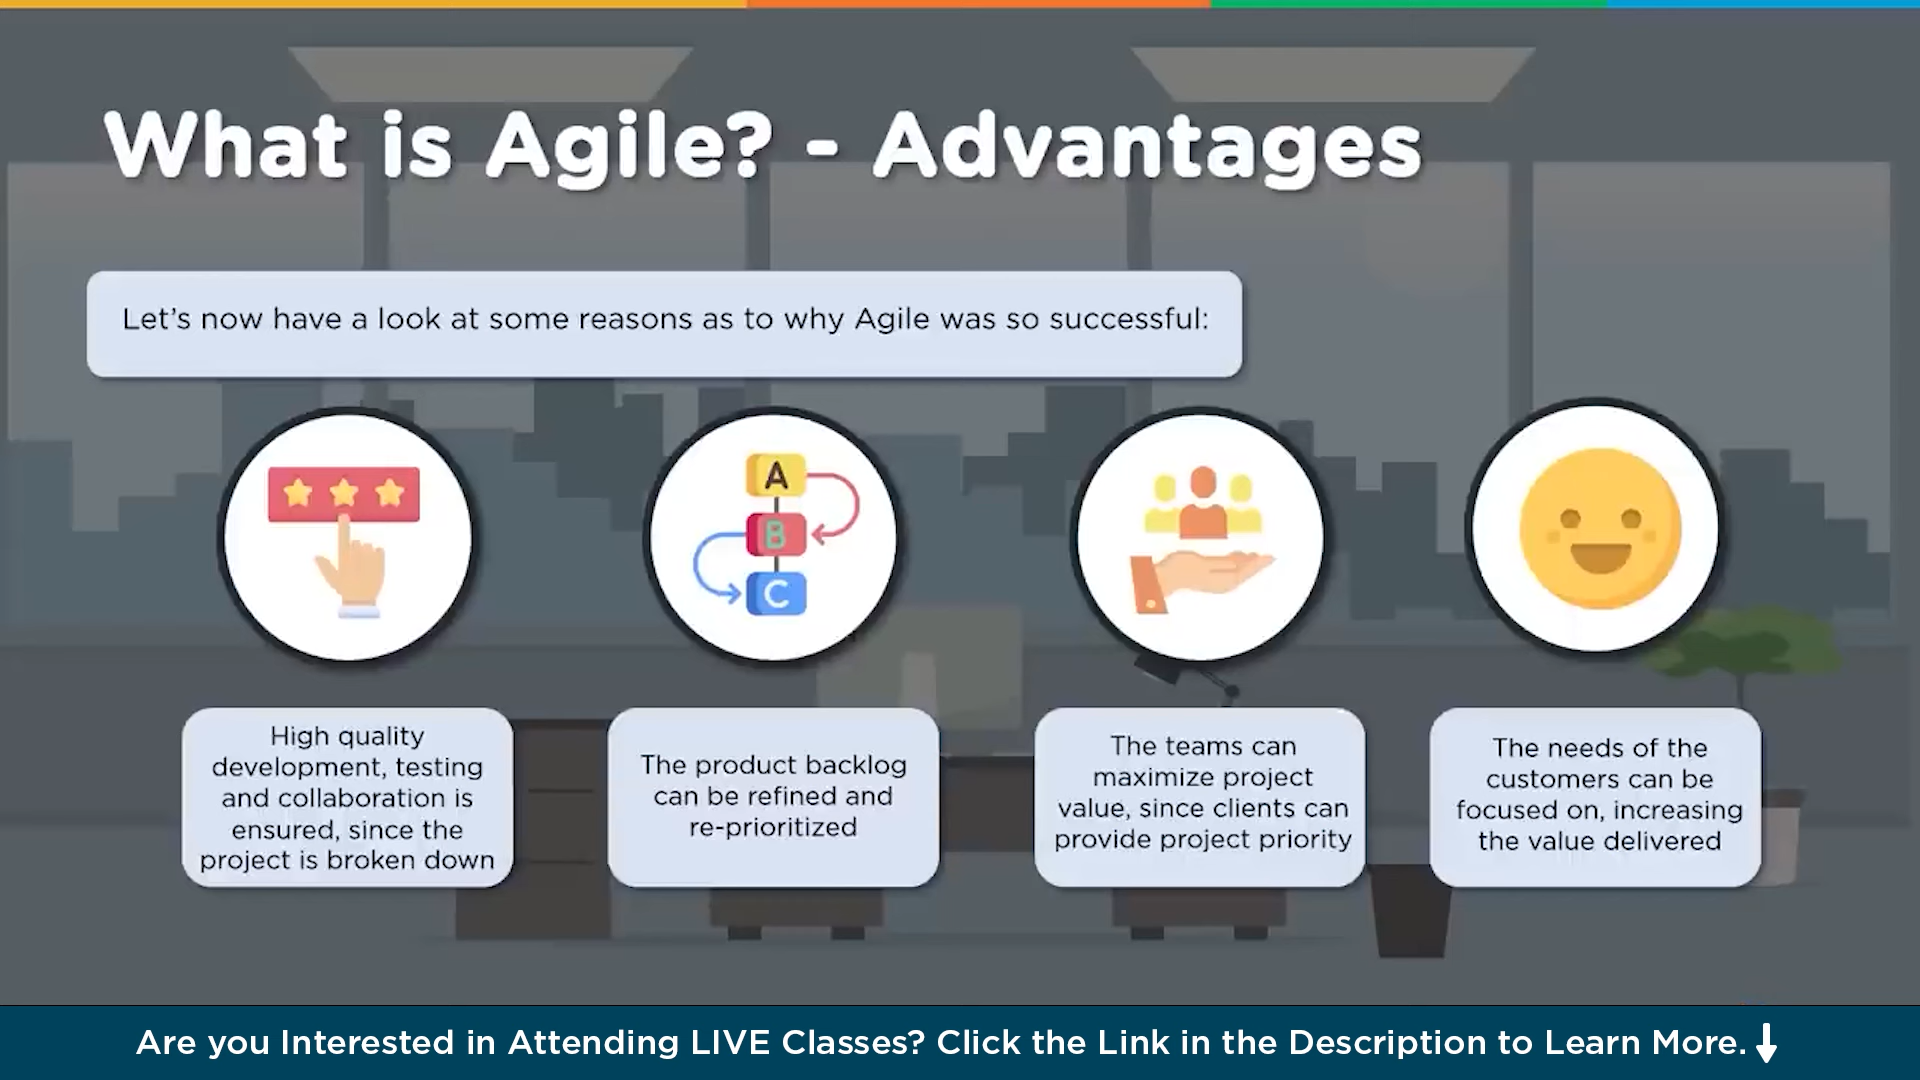 What is Agile? - Advantages
Let's now have a look at some reasons as to why Agile was so successful:
A
B
C
High quality
development, testing
and collaboration is
ensured, since the
project is broken down
The product backlog
can be refined and
re-prioritized
The teams can
maximize project
value, since clients can
provide project priority
The needs of the
customers can be
focused on, increasing
the value delivered
Are you Interested in Attending LIVE Classes? Click the Link in the Description to Learn More.